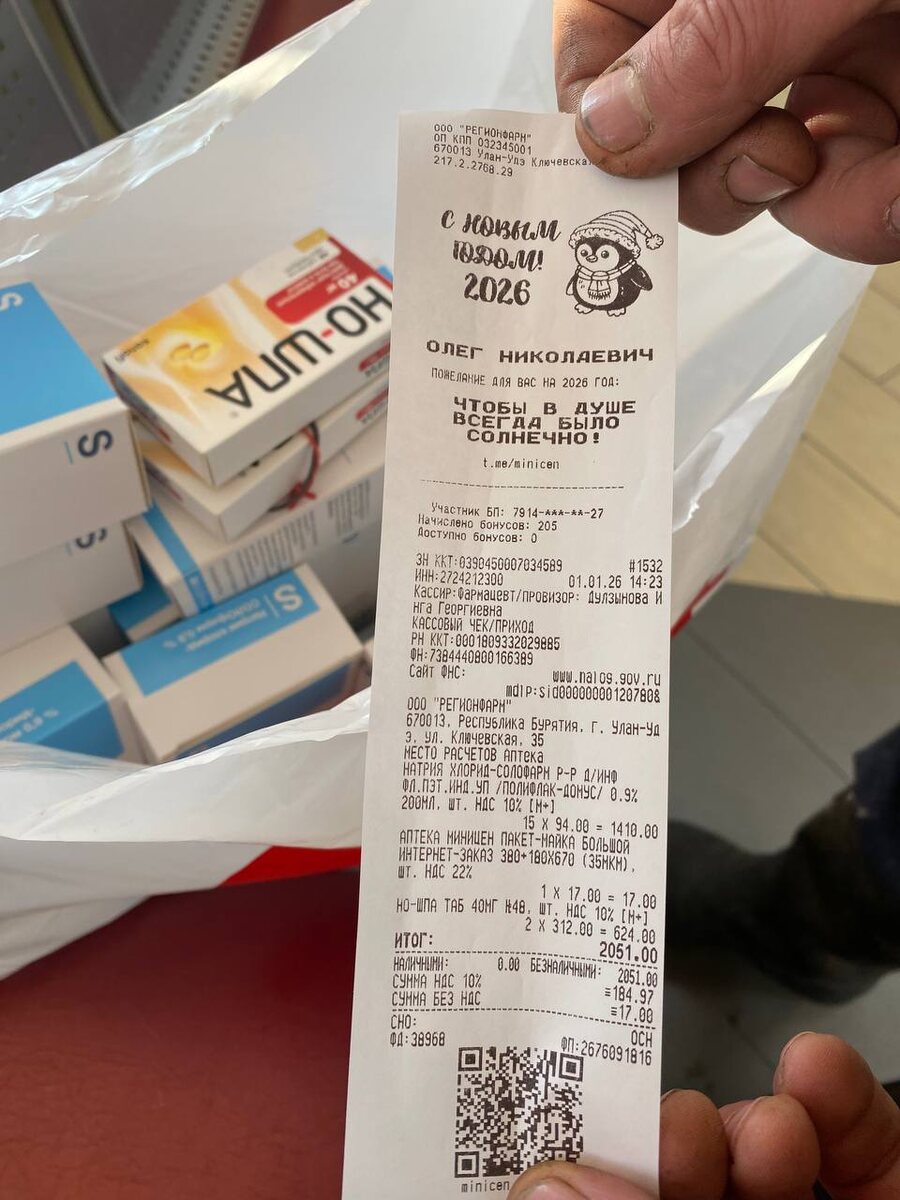 ООО "РЕГИОНФАРМ"
ОП КПП 032345001
670013 Улан-Удэ Ключевска
217.2.2768.29
С НОВЫМ
ГОДОМ!
2026
ОЛЕГ НИКОЛАЕВИЧ
ПОЖЕЛАНИЕ ДЛЯ ВАС НА 2026 ГОД:
ЧТОБЫ В ДУШЕ
ВСЕГДА БЫЛО
СОЛНЕЧНО!
t.me/minicen
Участник БП: 7914-***-**-27
Начислено бонусов: 205
Доступно бонусов: 0
ЗН ККТ:0390450007034589 #1532
ИНН:2724212300 01.01.26 14:23
Кассир:Фармацевт/провизор: Дулзынова И
нга Георгиевна
КАССОВЫЙ ЧЕК/ПРИХОД
РН ККТ:0001809332029885
ФН:7384440800166389
Сайт ФНС: www.nalog.gov.ru
mdlp:sid00000000120780&
ООО "РЕГИОНФАРМ"
670013, Республика Бурятия, Г. Улан-Уд
э, ул. Ключевская, 35
МЕСТО РАСЧЕТОВ Аптека
НАТРИЯ ХЛОРИД-СОЛОФАРМ Р-Р Д/ИНФ
ФЛ.ПЭТ.ИНД.УП /ПОЛИФЛАК-ДОМУС/ 0.9%
200МЛ, ШТ. НДС 10% [М+]
15 X 94.00 = 1410.00
АПТЕКА МИНИЦЕН ПАКЕТ-МАЙКА БОЛЬШОЙ
ИНТЕРНЕТ-ЗАКАЗ 380+180X670 (35МКМ),
ШТ. НДС 22%
1 X 17.00 = 17.00
НО-ШПА ТАБ 40МГ №48, ШТ. НДС 10% [М+]
2 X 312.00 = 624.00
ИТОГ: 2051.00
НАЛИЧНЫМИ: 0.00 БЕЗНАЛИЧНЫМИ: 2051.00
СУММА НДС 10% =184.97
СУММА БЕЗ НДС =17.00
СНО: ОСН
ФД:38968 ФП:2676091816
minicen
НО-ШПА®
40 мг
S
S
S
S